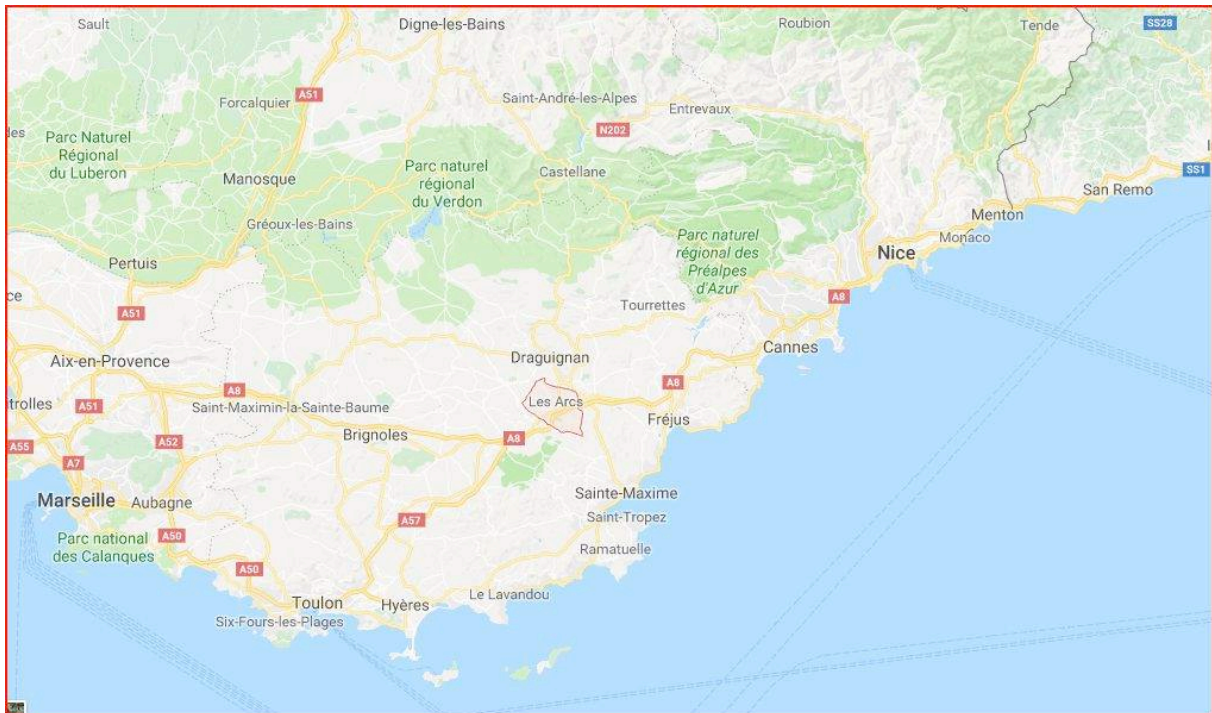 Sault
Digne-les-Bains
Roubion
Tende
SS28
Forcalquier
A51
Saint-André-les-Alpes
Entrevaux
N202
des
Parc Naturel
Régional
du Luberon
Manosque
Parc naturel
régional
du Verdon
Castellane
SS1
San Remo
Menton
Monaco
Gréoux-les-Bains
Parc naturel
régional des
Préalpes
d'Azur
Nice
Pertuis
ce
A51
Tourrettes
A8
Aix-en-Provence
Draguignan
Cannes
A8
A8
trolles
A51
Saint-Maximin-la-Sainte-Baume
Les Arcs
Fréjus
A55
A52
Brignoles
A8
A7
Marseille
Aubagne
Sainte-Maxime
Saint-Tropez
A57
Parc national
des Calanques
A50
Ramatuelle
A50
Toulon
Hyères
Le Lavandou
Six-Fours-les-Plages